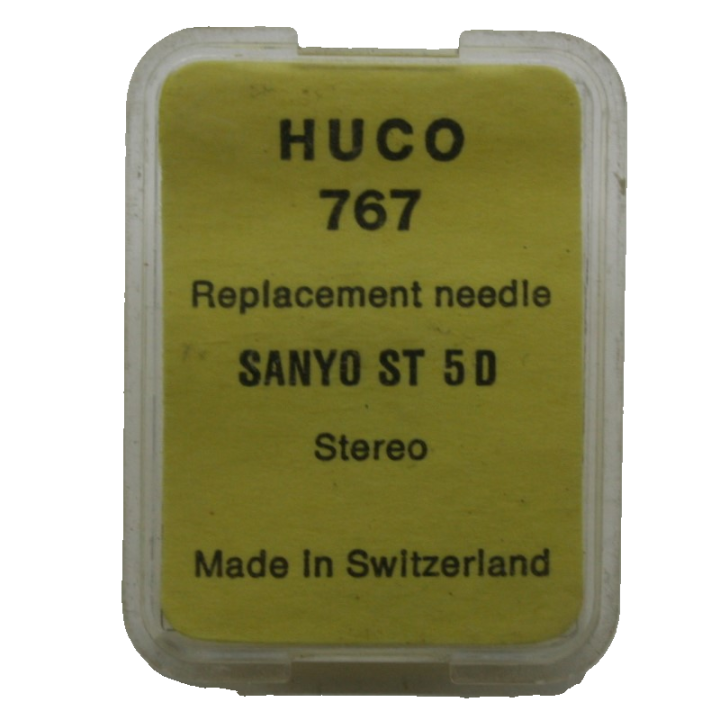 HUCO
767
Replacement needle
SANYO ST 5D
Stereo
Made in Switzerland